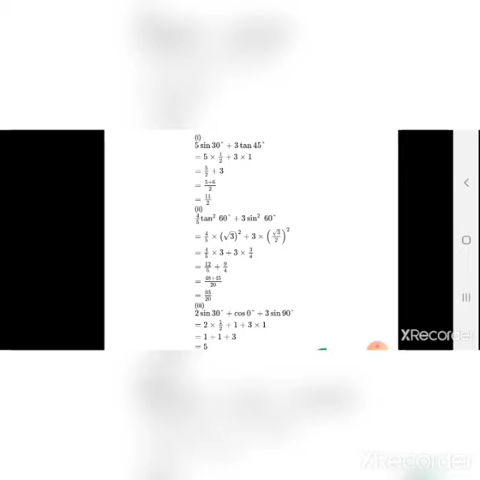 (i)
5 sin 30° + 3 tan 45°
= 5 × 1/2 + 3 × 1
= 5/2 + 3
= 5+6/2
= 11/2
(ii)
4/5 tan² 60° + 3 sin² 60°
= 4/5 × (√3)² + 3 × (√3/2)²
= 4/5 × 3 + 3 × 3/4
= 12/5 + 9/4
= 48+45/20
= 93/20
(iii)
2 sin 30° + cos 0° + 3 sin 90°
= 2 × 1/2 + 1 + 3 × 1
= 1 + 1 + 3
= 5
XRecorder
XRecorder